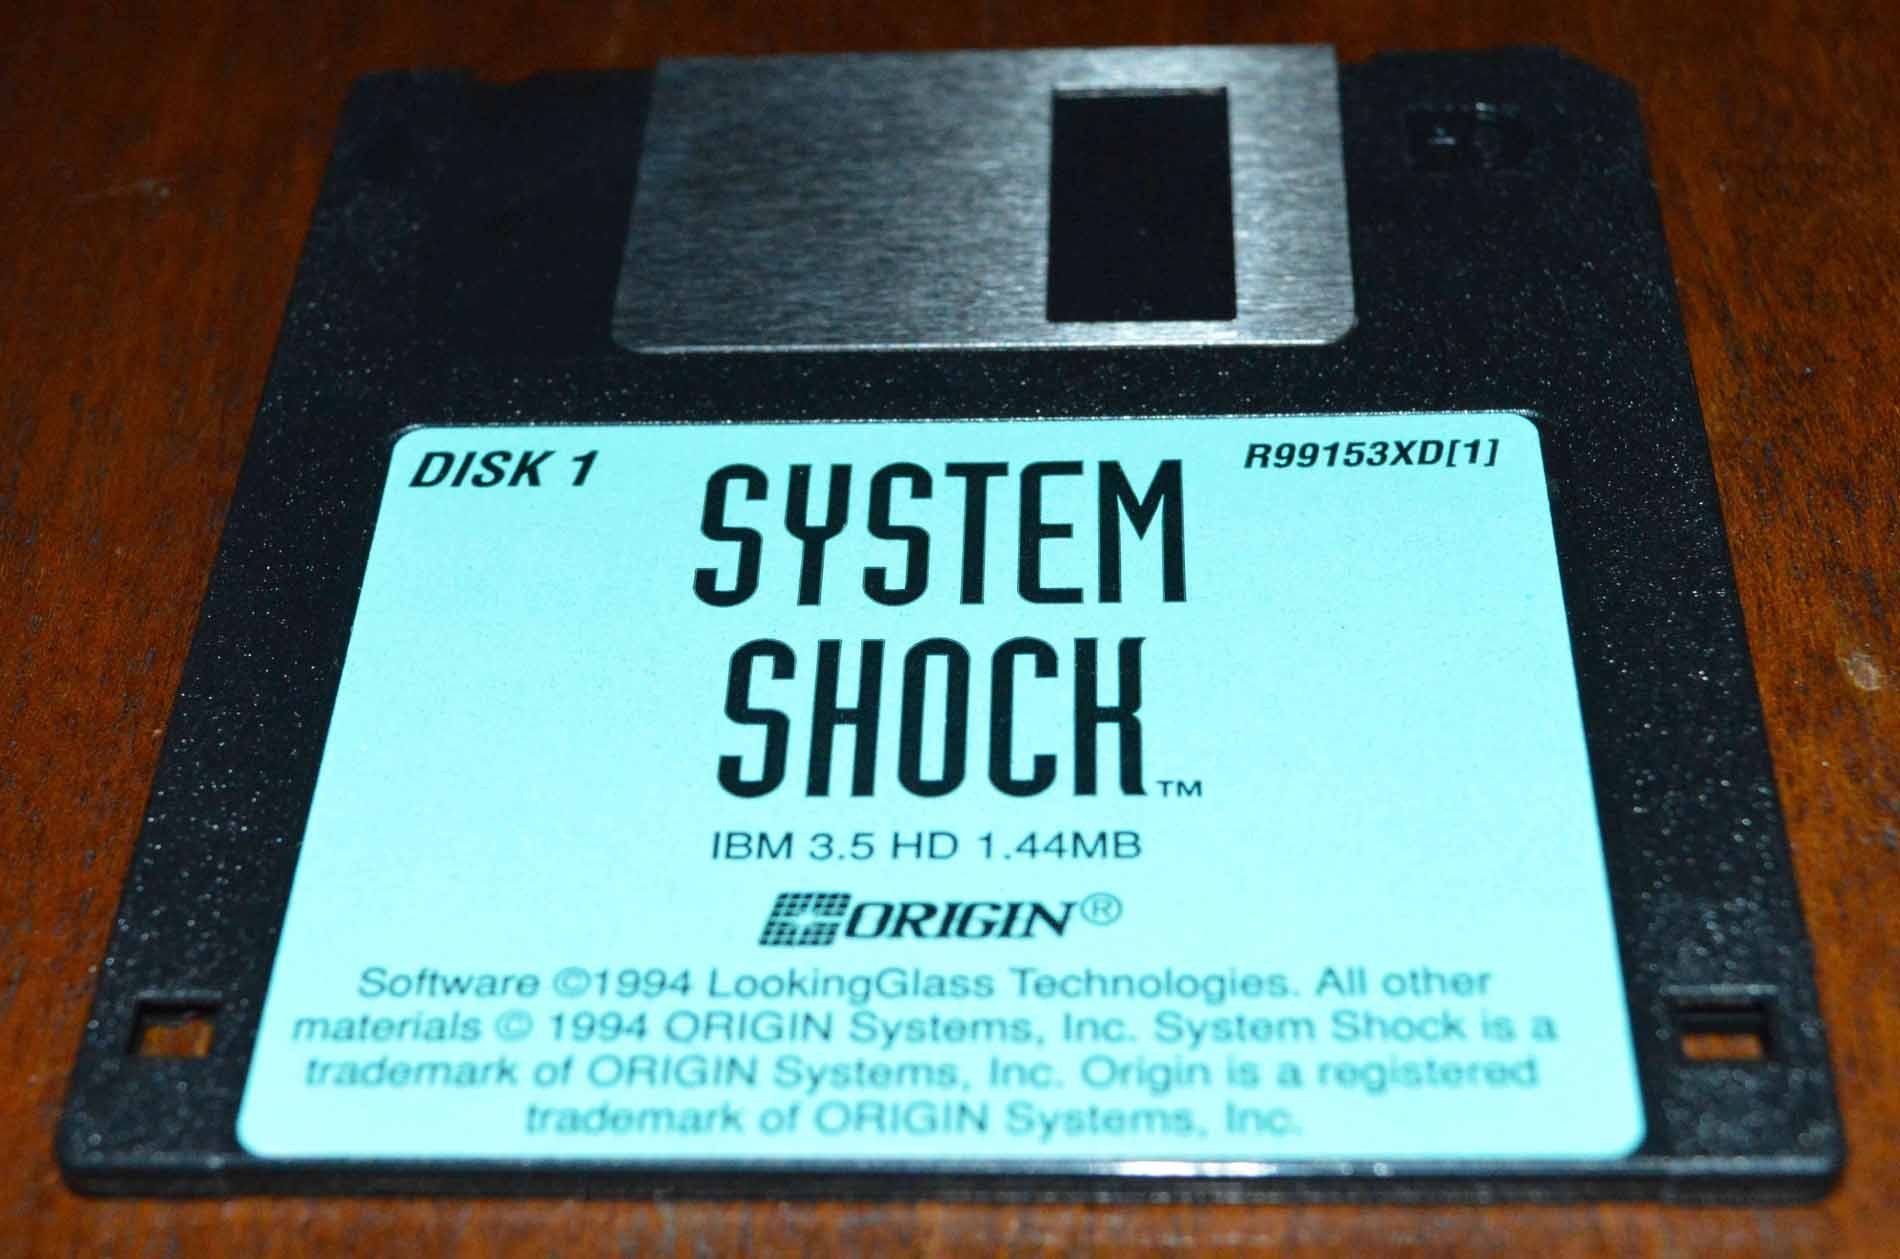 DISK 1
R99153XD[1]
SYSTEM
SHOCK™
IBM 3.5 HD 1.44MB
ORIGIN®
Software ©1994 LookingGlass Technologies. All other
materials © 1994 ORIGIN Systems, Inc. System Shock is a
trademark of ORIGIN Systems, Inc. Origin is a registered
trademark of ORIGIN Systems, Inc.